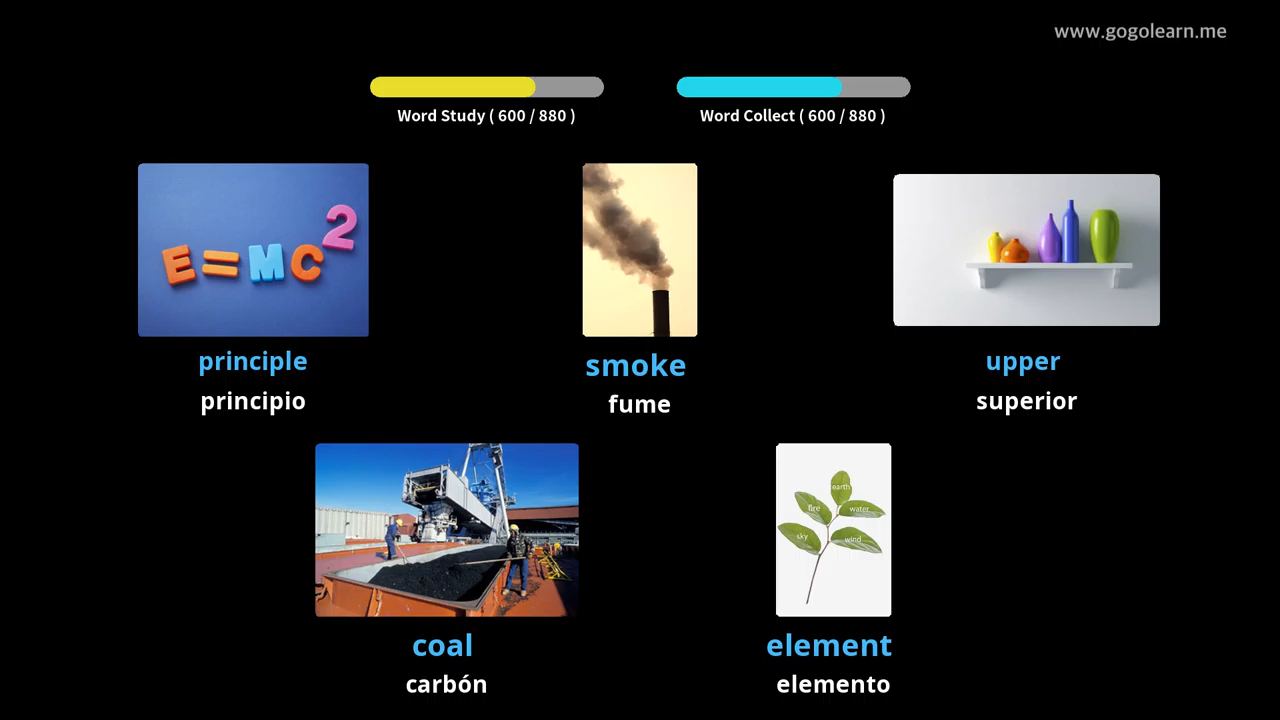 www.gogolearn.me
Word Study ( 600 / 880 )
Word Collect ( 600 / 880 )
E=MC2
principle
principio
smoke
fume
upper
superior
earth
fire
water
sky
wind
coal
carbón
element
elemento